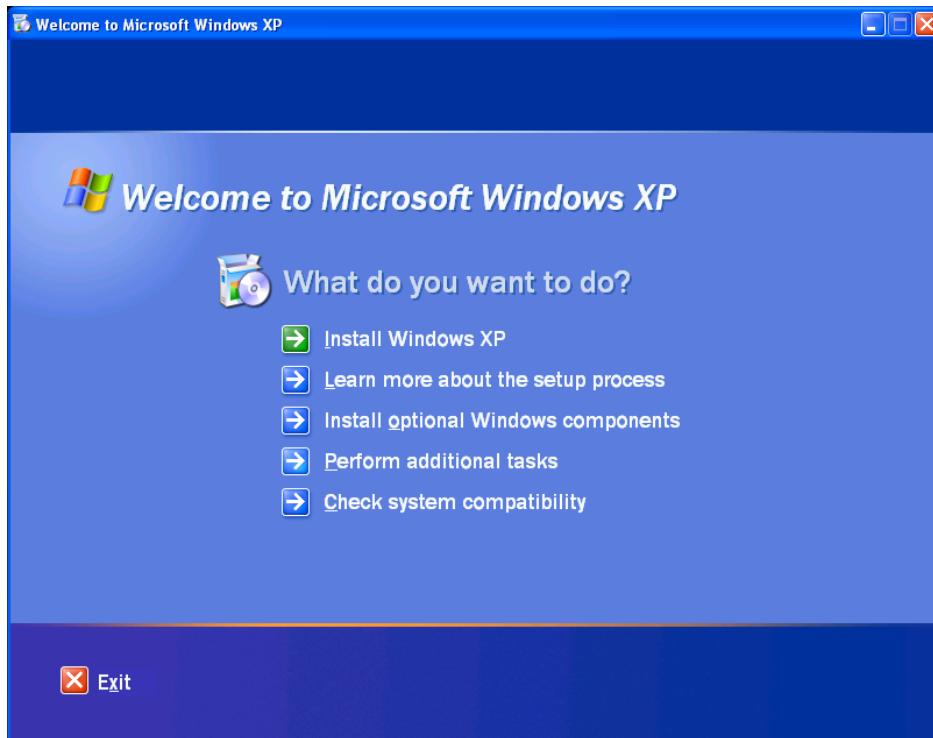 Welcome to Microsoft Windows XP
Welcome to Microsoft Windows XP
What do you want to do?
Install Windows XP
Learn more about the setup process
Install optional Windows components
Perform additional tasks
Check system compatibility
Exit